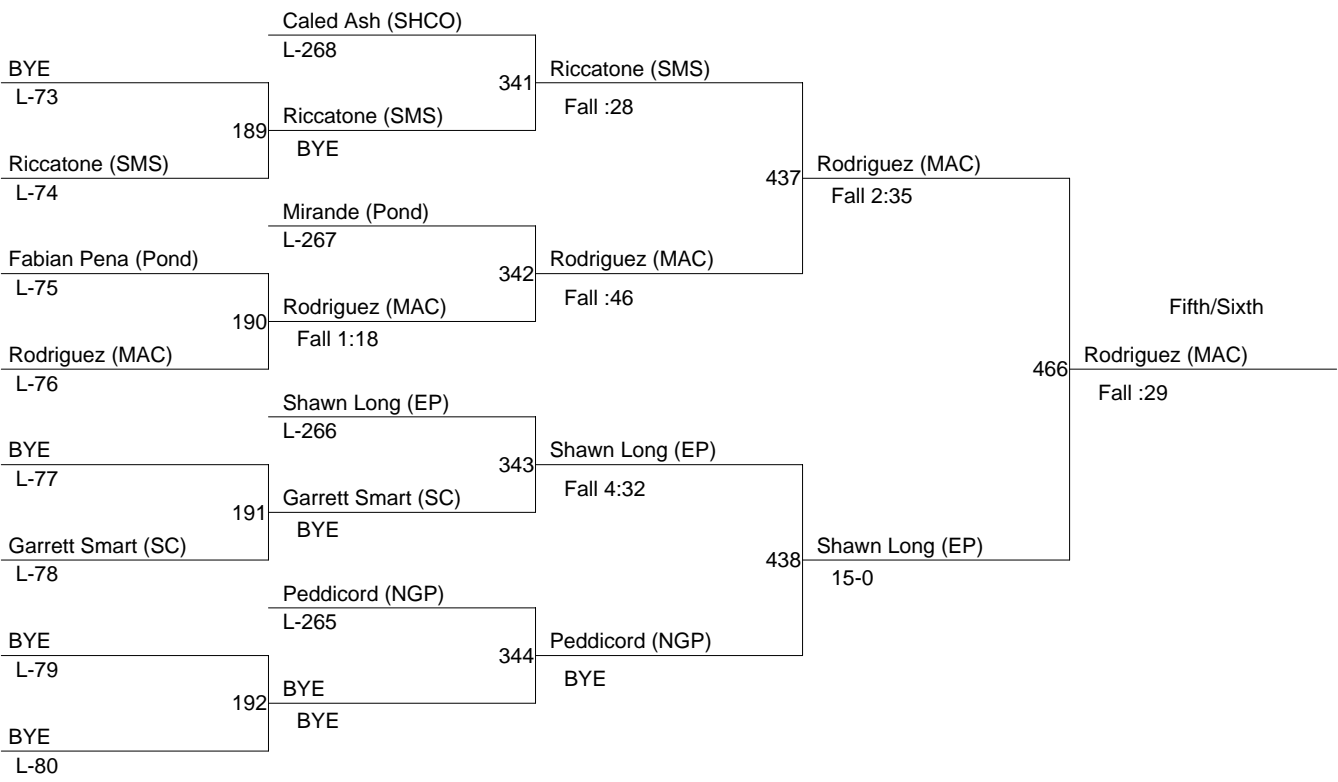 Caled Ash (SHCO)
L-268
BYE
L-73
341
Riccatone (SMS)
Fall :28
189
Riccatone (SMS)
BYE
Riccatone (SMS)
L-74
437
Rodriguez (MAC)
Fall 2:35
Mirande (Pond)
L-267
Fabian Pena (Pond)
L-75
342
Rodriguez (MAC)
Fall :46
190
Rodriguez (MAC)
Fall 1:18
Fifth/Sixth
Rodriguez (MAC)
L-76
466
Rodriguez (MAC)
Fall :29
Shawn Long (EP)
L-266
BYE
L-77
343
Shawn Long (EP)
Fall 4:32
191
Garrett Smart (SC)
BYE
Garrett Smart (SC)
L-78
438
Shawn Long (EP)
15-0
Peddicord (NGP)
L-265
BYE
L-79
344
Peddicord (NGP)
BYE
192
BYE
BYE
BYE
L-80